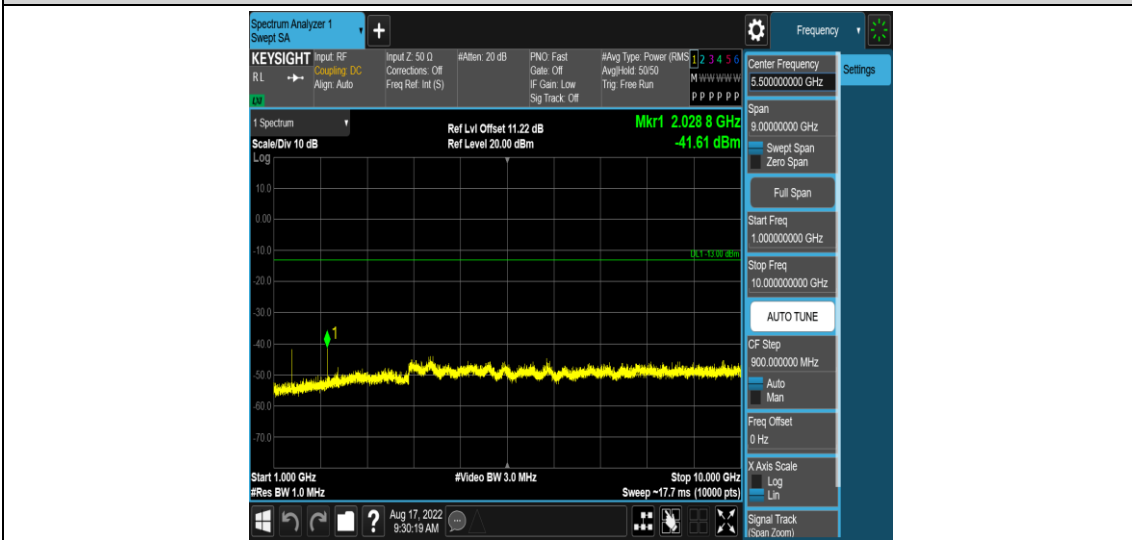 Spectrum Analyzer 1
Swept SA
+
Frequency
KEYSIGHT
RL
LXI
Input: RF
Coupling: DC
Align: Auto
Input Z: 50 Ω
Corrections: Off
Freq Ref: Int (S)
#Atten: 20 dB
PNO: Fast
Gate: Off
IF Gain: Low
Sig Track: Off
#Avg Type: Power (RMS
Avg|Hold: 50/50
Trig: Free Run
1 2 3 4 5 6
M W W W W W
P P P P P P
1 Spectrum
Scale/Div 10 dB
Log
Ref Lvl Offset 11.22 dB
Ref Level 20.00 dBm
Mkr1 2.028 8 GHz
-41.61 dBm
10.0
0.00
-10.0
DL1 -13.00 dBm
-20.0
-30.0
1
-40.0
-50.0
-60.0
-70.0
Start 1.000 GHz
#Res BW 1.0 MHz
#Video BW 3.0 MHz
Stop 10.000 GHz
Sweep ~17.7 ms (10000 pts)
?
Aug 17, 2022
9:30:19 AM
Center Frequency
5.500000000 GHz
Settings
Span
9.00000000 GHz
Swept Span
Zero Span
Full Span
Start Freq
1.000000000 GHz
Stop Freq
10.000000000 GHz
AUTO TUNE
CF Step
900.000000 MHz
Auto
Man
Freq Offset
0 Hz
X Axis Scale
Log
Lin
Signal Track
(Span Zoom)